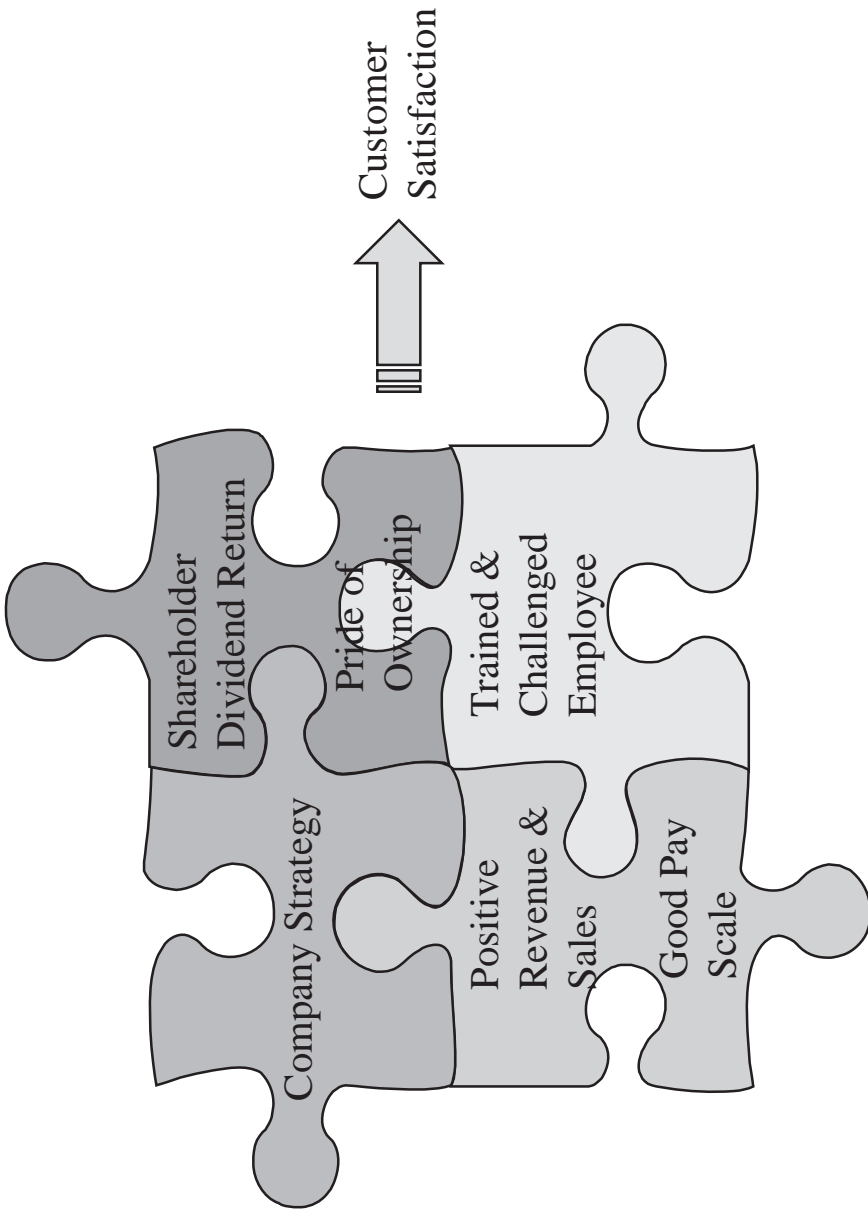 Company Strategy
Shareholder
Dividend Return
Pride of
Ownership
Positive
Revenue &
Sales
Good Pay
Scale
Trained &
Challenged
Employee
Customer
Satisfaction